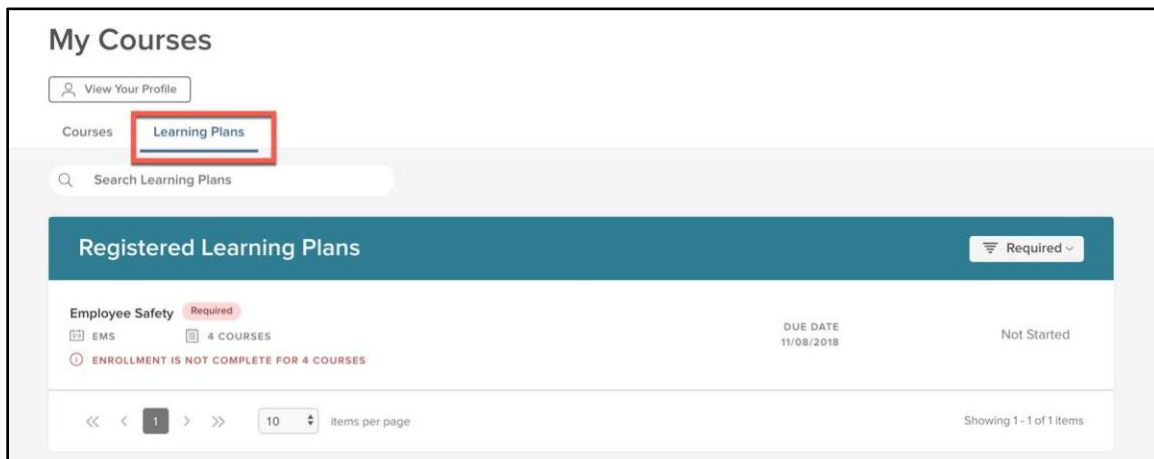 My Courses
View Your Profile
Courses Learning Plans
Search Learning Plans
Registered Learning Plans Required
Employee Safety Required
EMS 4 COURSES
ENROLLMENT IS NOT COMPLETE FOR 4 COURSES
DUE DATE
11/08/2018
Not Started
1 10 items per page Showing 1 - 1 of 1 items